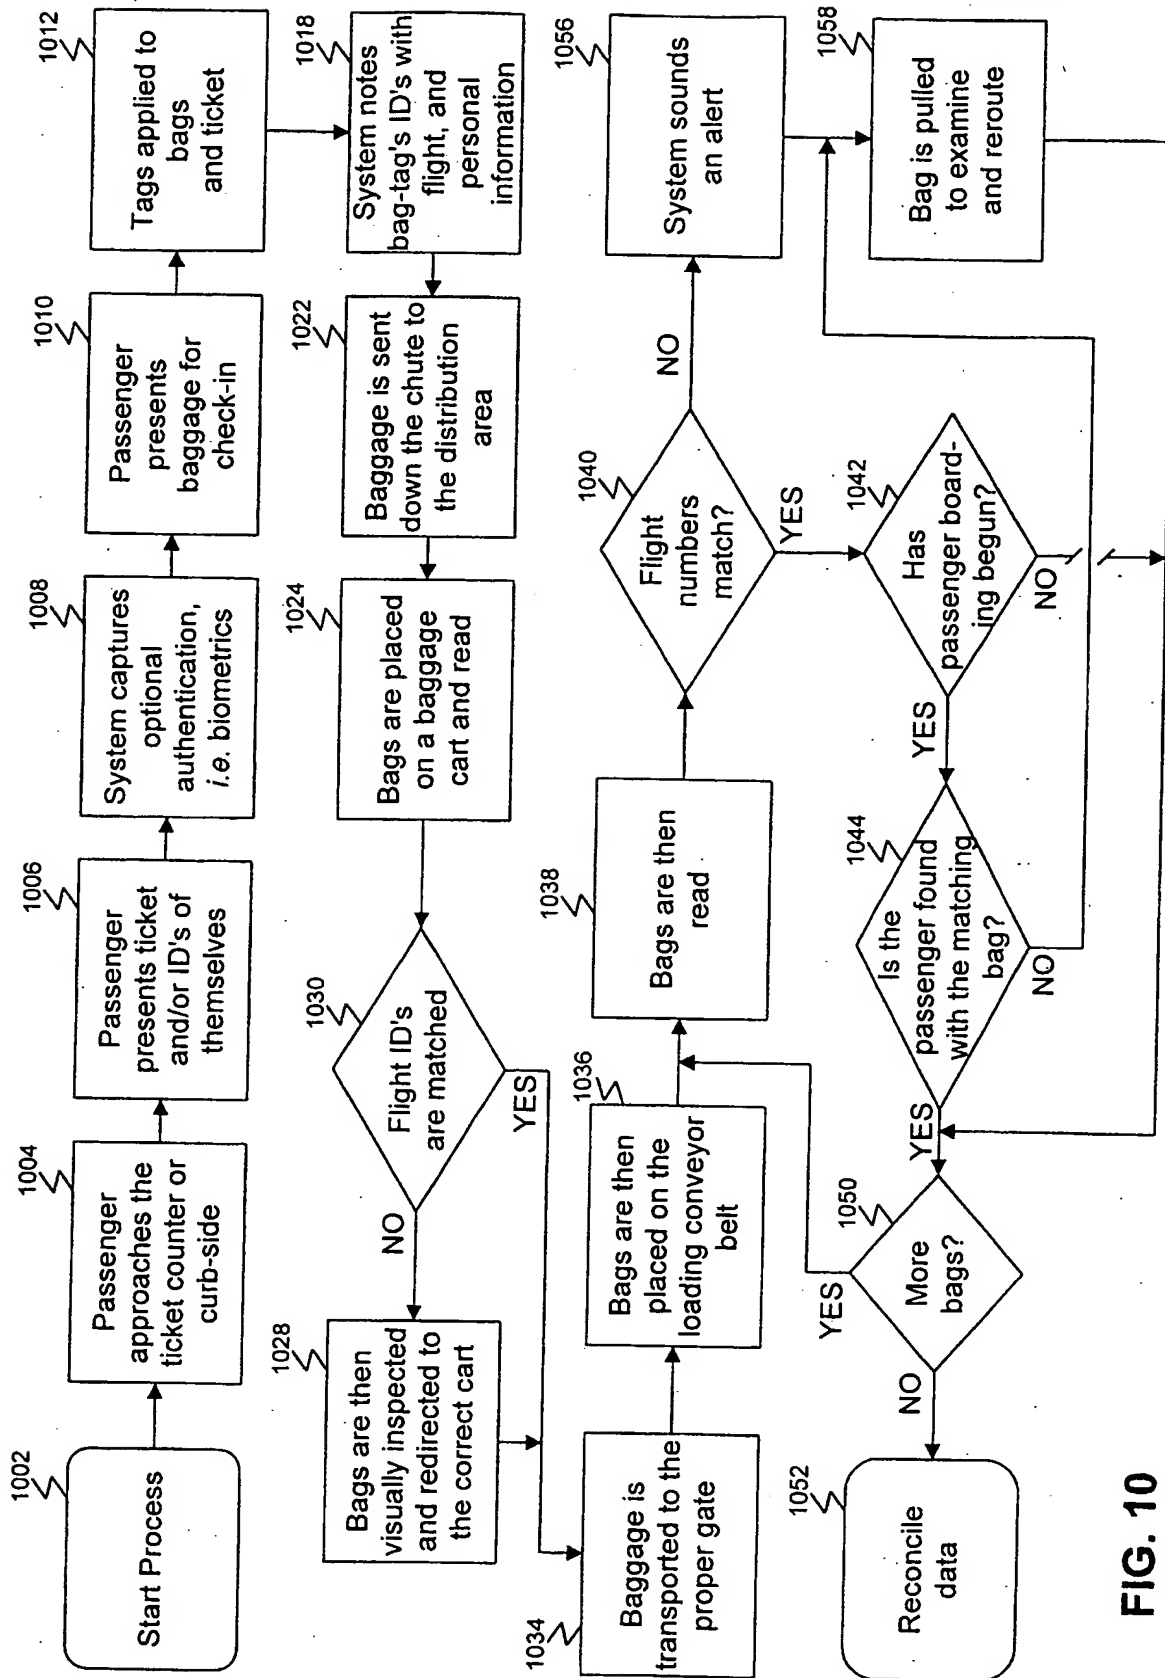 1002
Start Process
1004
Passenger
approaches the
ticket counter or
curb-side
1006
Passenger
presents ticket
and/or ID's of
themselves
1008
System captures
optional
authentication,
i.e. biometrics
1010
Passenger
presents
baggage for
check-in
1012
Tags applied to
bags
and ticket
1018
System notes
bag-tag's ID's with
flight, and
personal
information
1022
Baggage is sent
down the chute to
the distribution
area
1024
Bags are placed
on a baggage
cart and read
1030
Flight ID's
are matched
NO
YES
1028
Bags are then
visually inspected
and redirected to
the correct cart
1034
Baggage is
transported to the
proper gate
1036
Bags are then
placed on the
loading conveyor
belt
1038
Bags are then
read
1040
Flight
numbers
match?
NO
YES
1056
System sounds
an alert
1058
Bag is pulled
to examine
and reroute
1042
Has
passenger board-
ing begun?
NO
YES
1044
Is the
passenger found
with the matching
bag?
NO
YES
1050
More
bags?
YES
NO
1052
Reconcile
data
FIG. 10